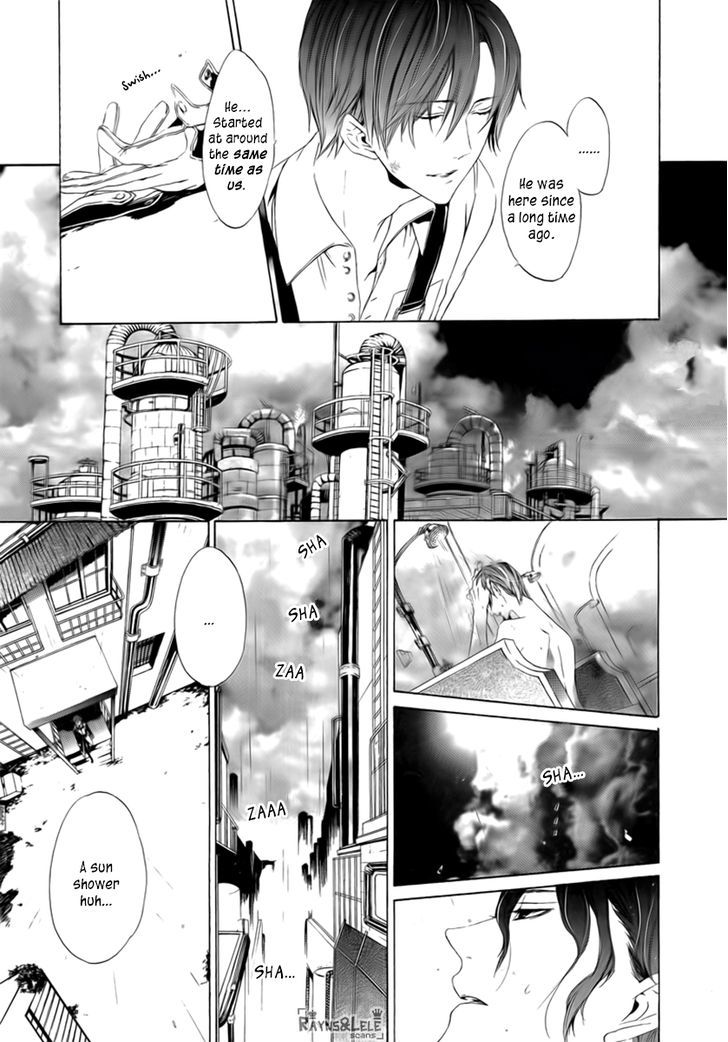 .......
He was
here since
a long time
ago.
He...
Started
at around
the same
time as
us.
Swish...
SHA...
SHA
SHA
ZAA
ZAAA
SHA
SHA...
...
A sun
shower
huh...
RAYNS&LELE
scans